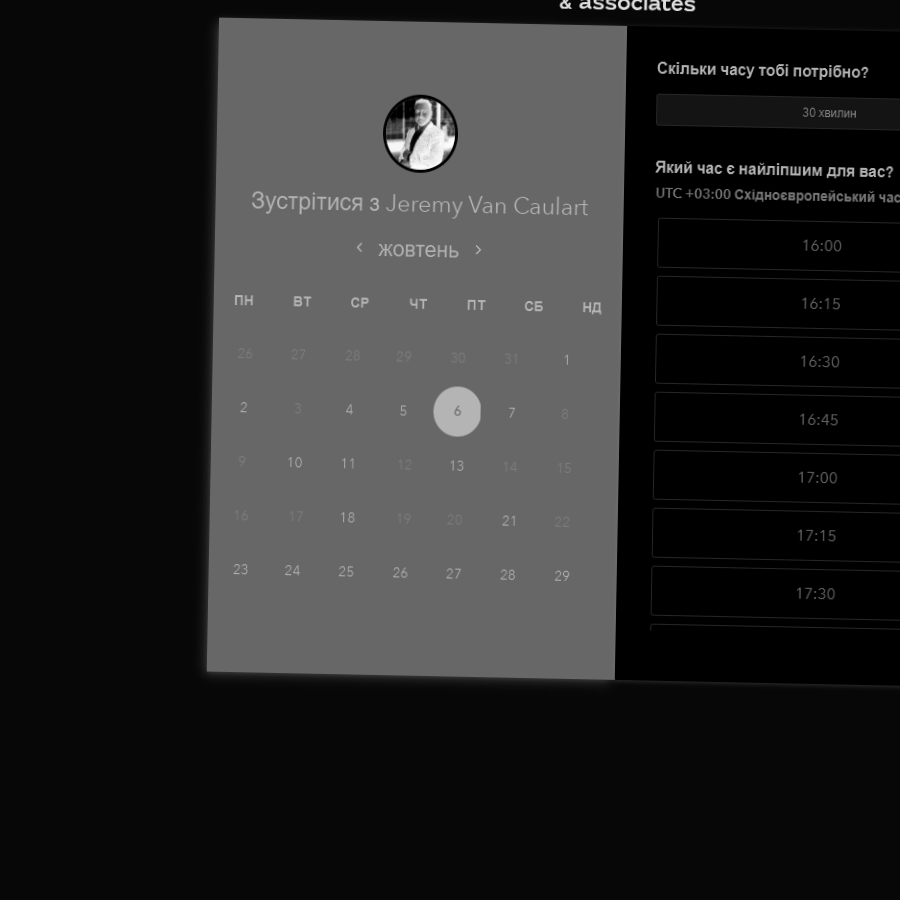 & associates
Зустрітися з Jeremy Van Caulart
жовтень
ПН ВТ СР ЧТ ПТ СБ НД
26 27 28 29 30 31 1
2 3 4 5 6 7 8
9 10 11 12 13 14 15
16 17 18 19 20 21 22
23 24 25 26 27 28 29
Скільки часу тобі потрібно?
30 хвилин
Який час є найліпшим для вас?
UTC +03:00 Східноєвропейський час
16:00
16:15
16:30
16:45
17:00
17:15
17:30